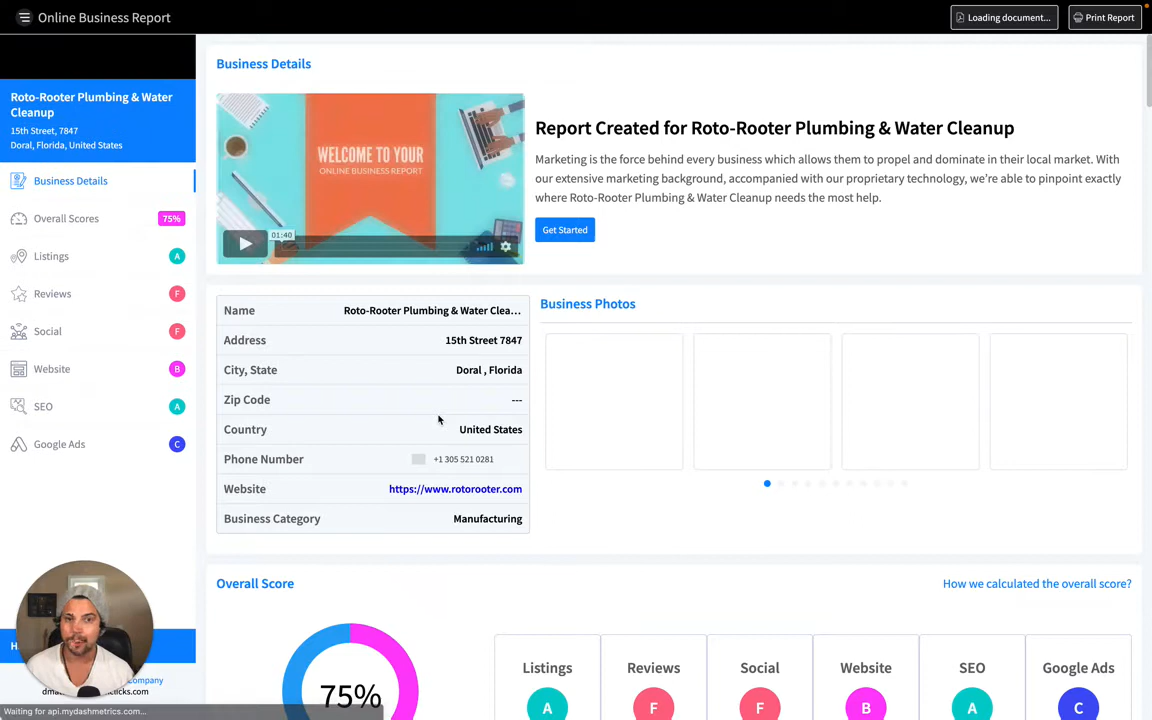 Online Business Report
Loading document...
Print Report
Roto-Rooter Plumbing & Water
Cleanup
15th Street, 7847
Doral, Florida, United States
Business Details
Overall Scores 75%
Listings A
Reviews F
Social F
Website B
SEO A
Google Ads C
H
ompany
clicks.com
Waiting for api.mydashmetrics.com...
Business Details
WELCOME TO YOUR
ONLINE BUSINESS REPORT
01:40
Report Created for Roto-Rooter Plumbing & Water Cleanup
Marketing is the force behind every business which allows them to propel and dominate in their local market. With
our extensive marketing background, accompanied with our proprietary technology, we're able to pinpoint exactly
where Roto-Rooter Plumbing & Water Cleanup needs the most help.
Get Started
Name Roto-Rooter Plumbing & Water Clea...
Address 15th Street 7847
City, State Doral , Florida
Zip Code ---
Country United States
Phone Number +1 305 521 0281
Website https://www.rotorooter.com
Business Category Manufacturing
Business Photos
Overall Score
How we calculated the overall score?
75%
Listings Reviews Social Website SEO Google Ads
A F F B A C